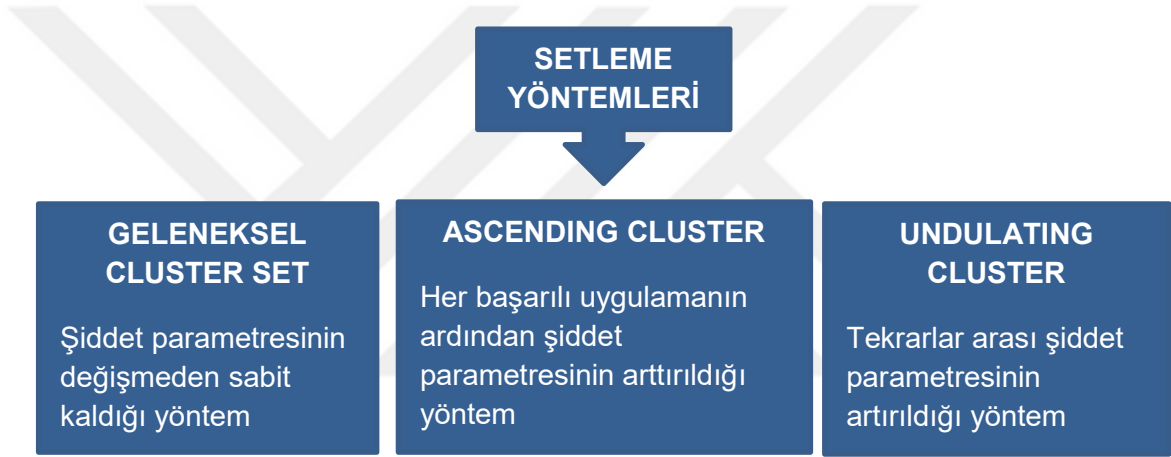 SETLEME
YÖNTEMLERİ
GELENEKSEL
CLUSTER SET
Şiddet parametresinin
değişmeden sabit
kaldığı yöntem
ASCENDING CLUSTER
Her başarılı uygulamanın
ardından şiddet
parametresinin arttırıldığı
yöntem
UNDULATING
CLUSTER
Tekrarlar arası şiddet
parametresinin
artırıldığı yöntem